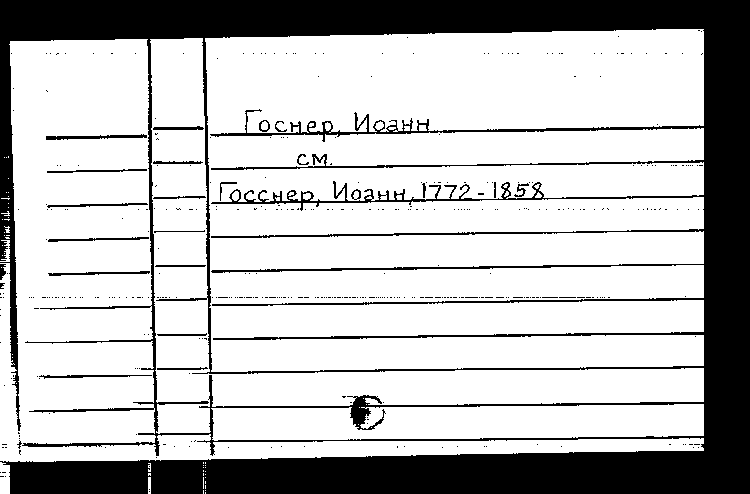 Госнер, Иоанн
см.
Госснер, Иоанн, 1772-1858